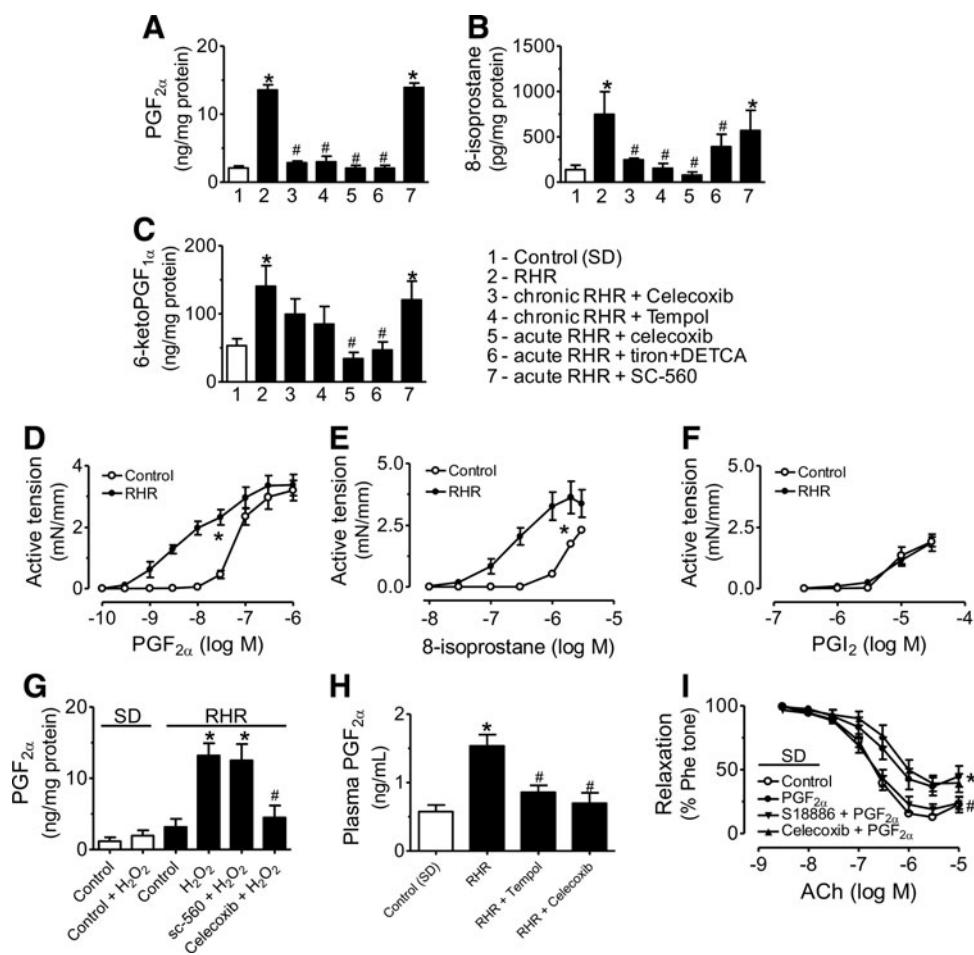 A
PGF2α
(ng/mg protein)
20
10
0
*
#
#
#
#
*
1 2 3 4 5 6 7
B
8-isoprostane
(pg/mg protein)
1500
1000
500
0
*
#
#
#
#
*
1 2 3 4 5 6 7
C
6-ketoPGF1α
(ng/mg protein)
200
100
0
*
#
#
*
1 2 3 4 5 6 7
1 - Control (SD)
2 - RHR
3 - chronic RHR + Celecoxib
4 - chronic RHR + Tempol
5 - acute RHR + celecoxib
6 - acute RHR + tiron+DETCA
7 - acute RHR + SC-560
D
Active tension
(mN/mm)
4
2
0
Control
RHR
*
-10 -9 -8 -7 -6
PGF2α (log M)
E
Active tension
(mN/mm)
5.0
2.5
0.0
Control
RHR
*
-8 -7 -6 -5
8-isoprostane (log M)
F
Active tension
(mN/mm)
5.0
2.5
0.0
Control
RHR
-7 -6 -5 -4
PGI2 (log M)
G
PGF2α
(ng/mg protein)
20
10
0
SD
RHR
*
*
#
Control
Control + H2O2
Control
H2O2
sc-560 + H2O2
Celecoxib + H2O2
H
Plasma PGF2α
(ng/mL)
2
1
0
*
#
#
Control (SD)
RHR
RHR + Tempol
RHR + Celecoxib
I
Relaxation
(% Phe tone)
100
50
0
SD
Control
PGF2α
S18886 + PGF2α
Celecoxib + PGF2α
*
#
-9 -8 -7 -6 -5
ACh (log M)